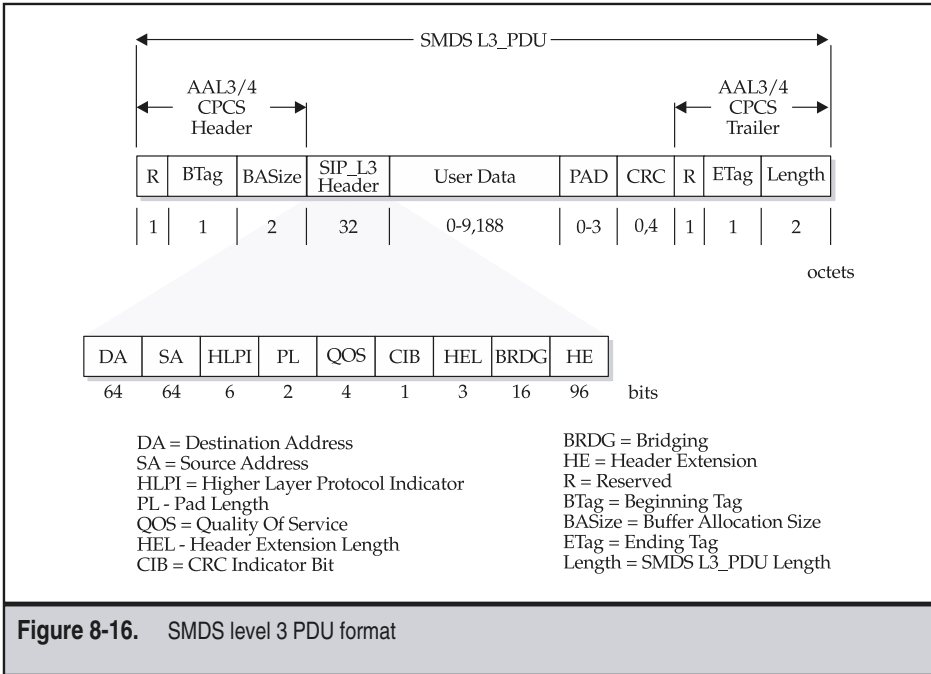 SMDS L3_PDU
AAL3/4
CPCS
Header
AAL3/4
CPCS
Trailer
R BTag BASize SIP_L3 Header User Data PAD CRC R ETag Length
1 1 2 32 0-9,188 0-3 0,4 1 1 2
octets
DA SA HLPI PL QOS CIB HEL BRDG HE
64 64 6 2 4 1 3 16 96 bits
DA = Destination Address
SA = Source Address
HLPI = Higher Layer Protocol Indicator
PL - Pad Length
QOS = Quality Of Service
HEL - Header Extension Length
CIB = CRC Indicator Bit
BRDG = Bridging
HE = Header Extension
R = Reserved
BTag = Beginning Tag
BASize = Buffer Allocation Size
ETag = Ending Tag
Length = SMDS L3_PDU Length
Figure 8-16. SMDS level 3 PDU format